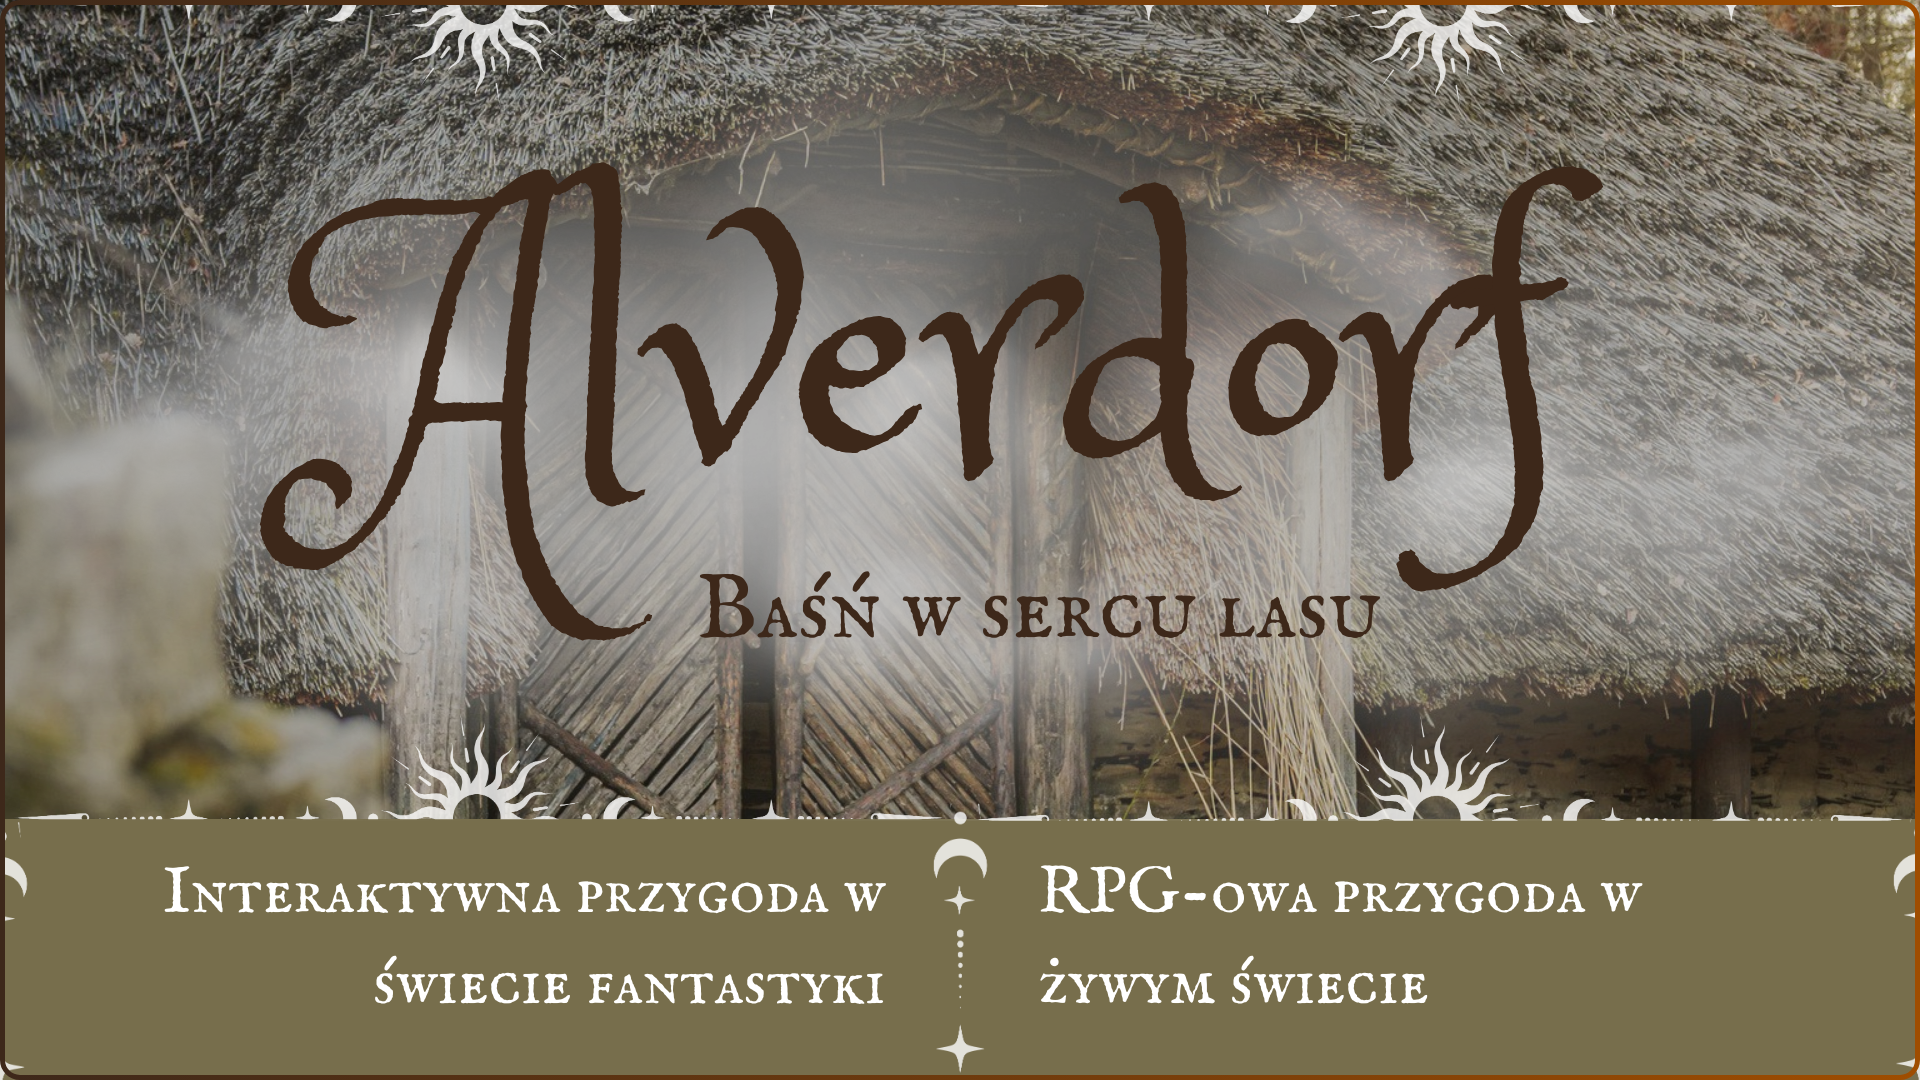 Alverdorf
Baśń w sercu lasu
Interaktywna przygoda w
świecie fantastyki
RPG-owa przygoda w
żywym świecie